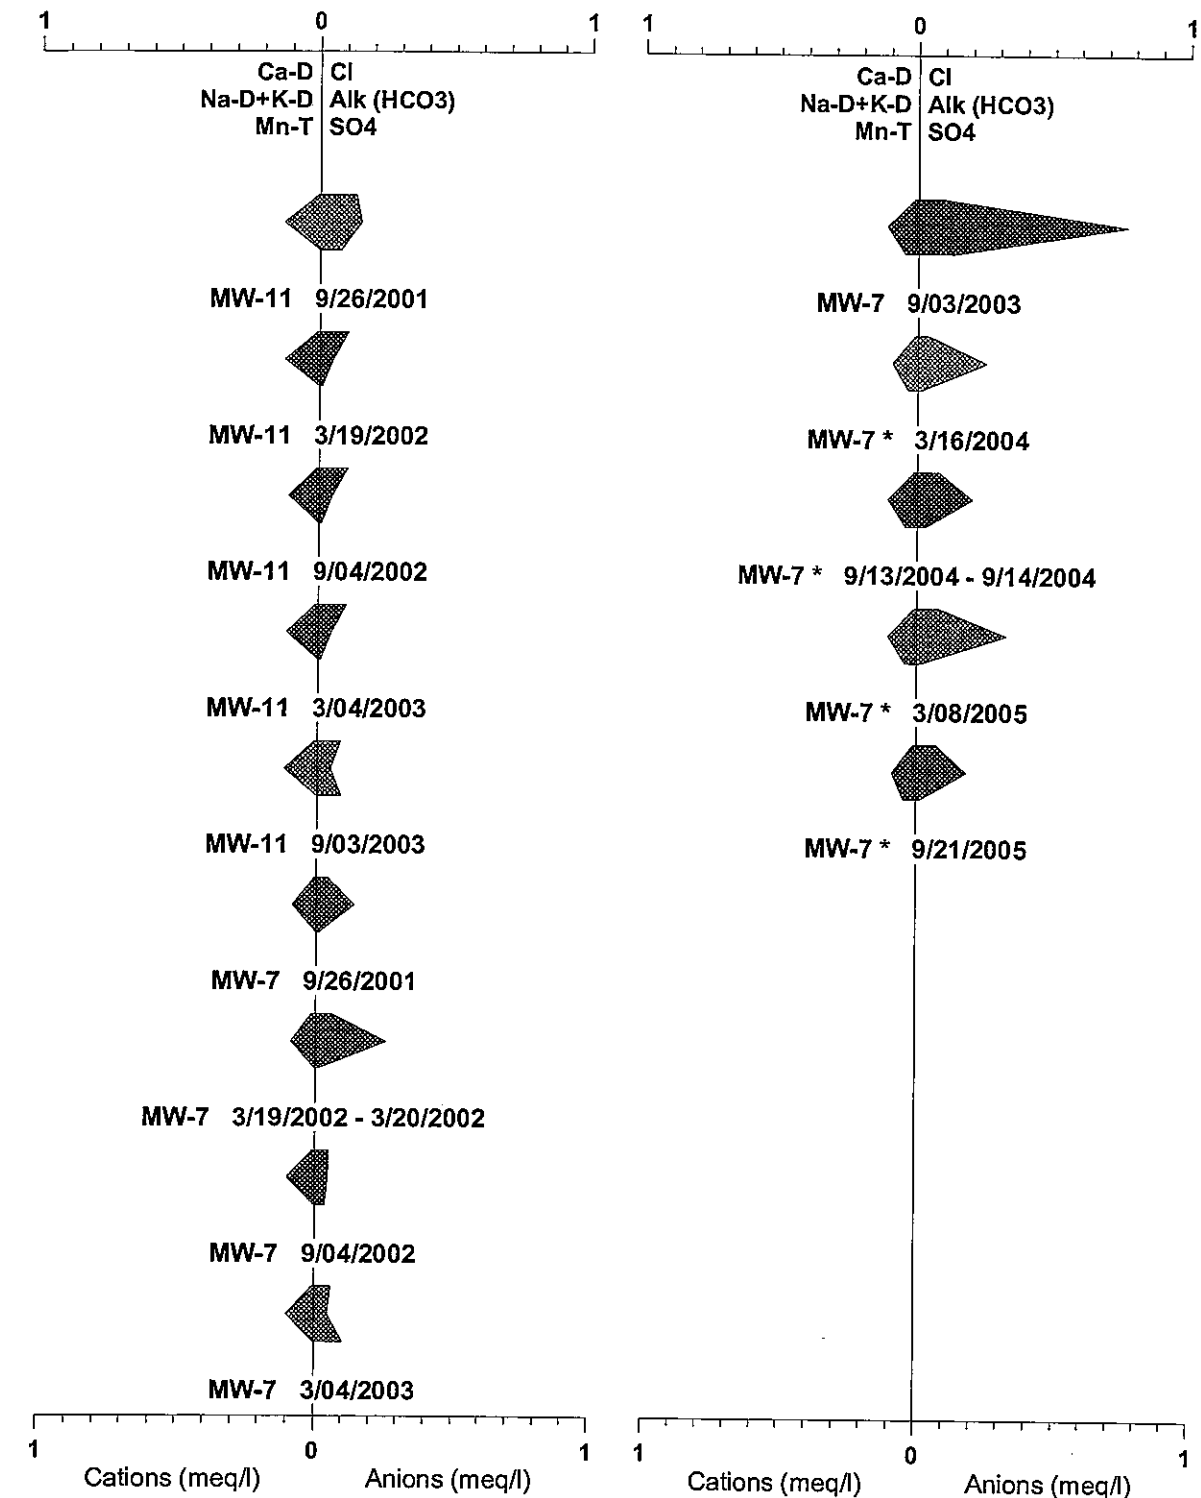 1 0 1
Ca-D Cl
Na-D+K-D Alk (HCO3)
Mn-T SO4
MW-11 9/26/2001
MW-11 3/19/2002
MW-11 9/04/2002
MW-11 3/04/2003
MW-11 9/03/2003
MW-7 9/26/2001
MW-7 3/19/2002 - 3/20/2002
MW-7 9/04/2002
MW-7 3/04/2003
1 0 1
Cations (meq/l) Anions (meq/l)
1 0 1
Ca-D Cl
Na-D+K-D Alk (HCO3)
Mn-T SO4
MW-7 9/03/2003
MW-7 * 3/16/2004
MW-7 * 9/13/2004 - 9/14/2004
MW-7 * 3/08/2005
MW-7 * 9/21/2005
1 0 1
Cations (meq/l) Anions (meq/l)